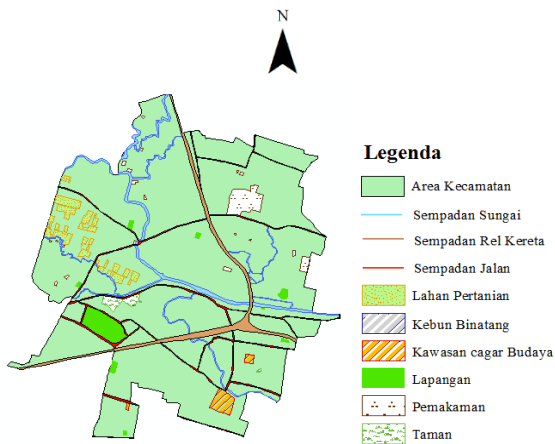 N
Legenda
Area Kecamatan
Sempadan Sungai
Sempadan Rel Kereta
Sempadan Jalan
Lahan Pertanian
Kebun Binatang
Kawasan cagar Budaya
Lapangan
Pemakaman
Taman